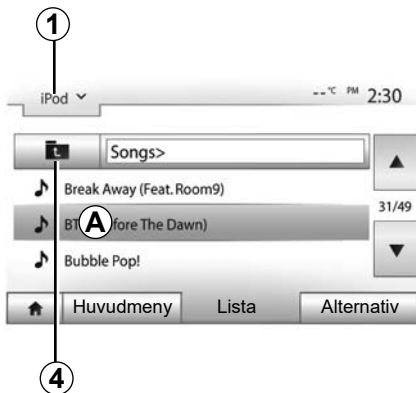 1
iPod
--°C PM 2:30
Songs>
Break Away (Feat. Room9)
31/49
BT A fore The Dawn)
Bubble Pop!
Huvudmeny Lista Alternativ
4